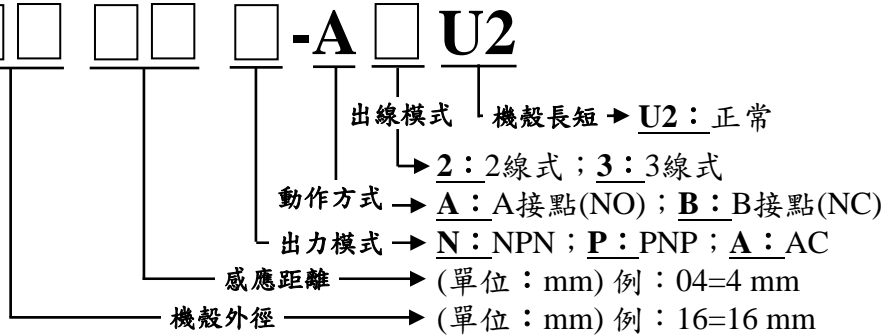 □□ □□ □-A□U2
出線模式 機殼長短 → U2：正常
→ 2：2線式；3：3線式
動作方式 → A：A接點(NO)；B：B接點(NC)
出力模式 → N：NPN；P：PNP；A：AC
感應距離 → (單位：mm) 例：04=4 mm
機殼外徑 → (單位：mm) 例：16=16 mm